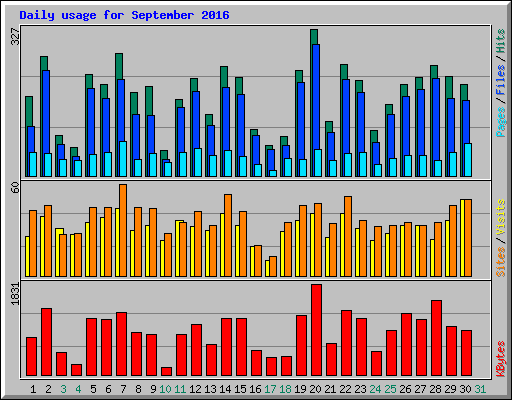 Daily usage for September 2016
327
Pages / Files / Hits
60
Sites / Visits
1831
KBytes
1 2 3 4 5 6 7 8 9 10 11 12 13 14 15 16 17 18 19 20 21 22 23 24 25 26 27 28 29 30 31